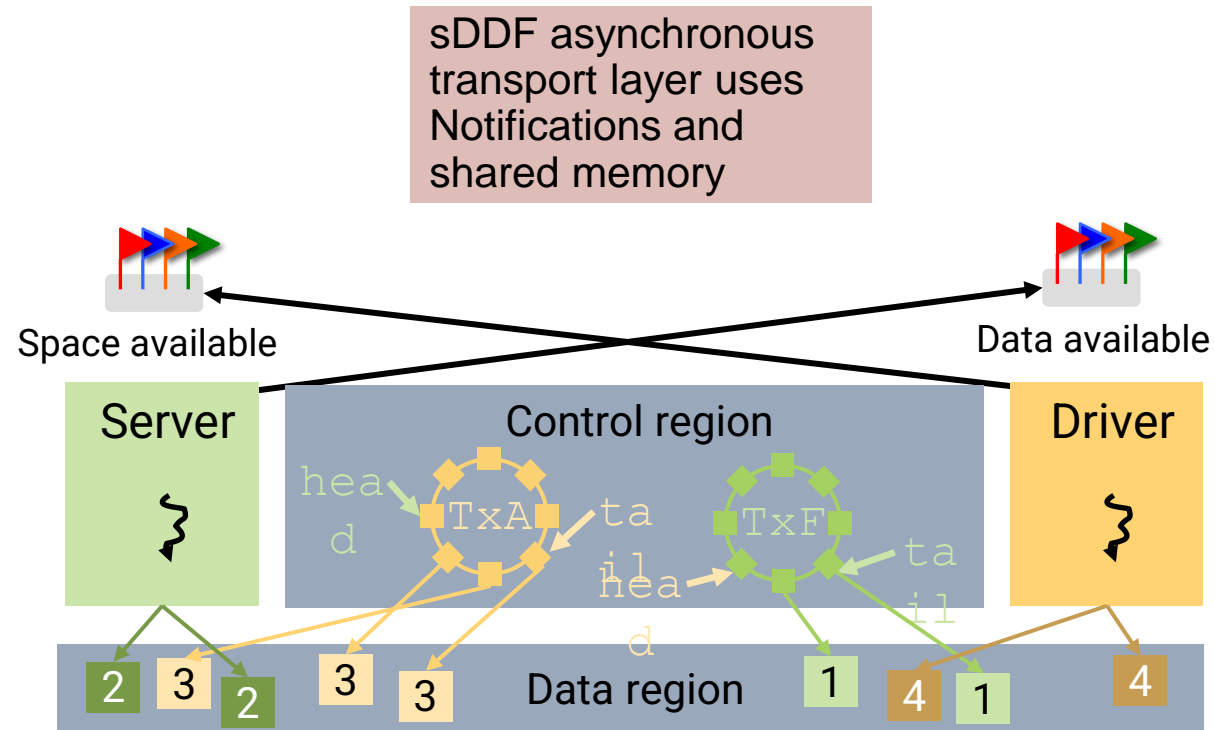 sDDF asynchronous
transport layer uses
Notifications and
shared memory
Space available
Data available
Server
Control region
Driver
hea
d
TxA
ta
il
hea
d
TxF
ta
il
2
3
2
3
3
Data region
1
4
1
4